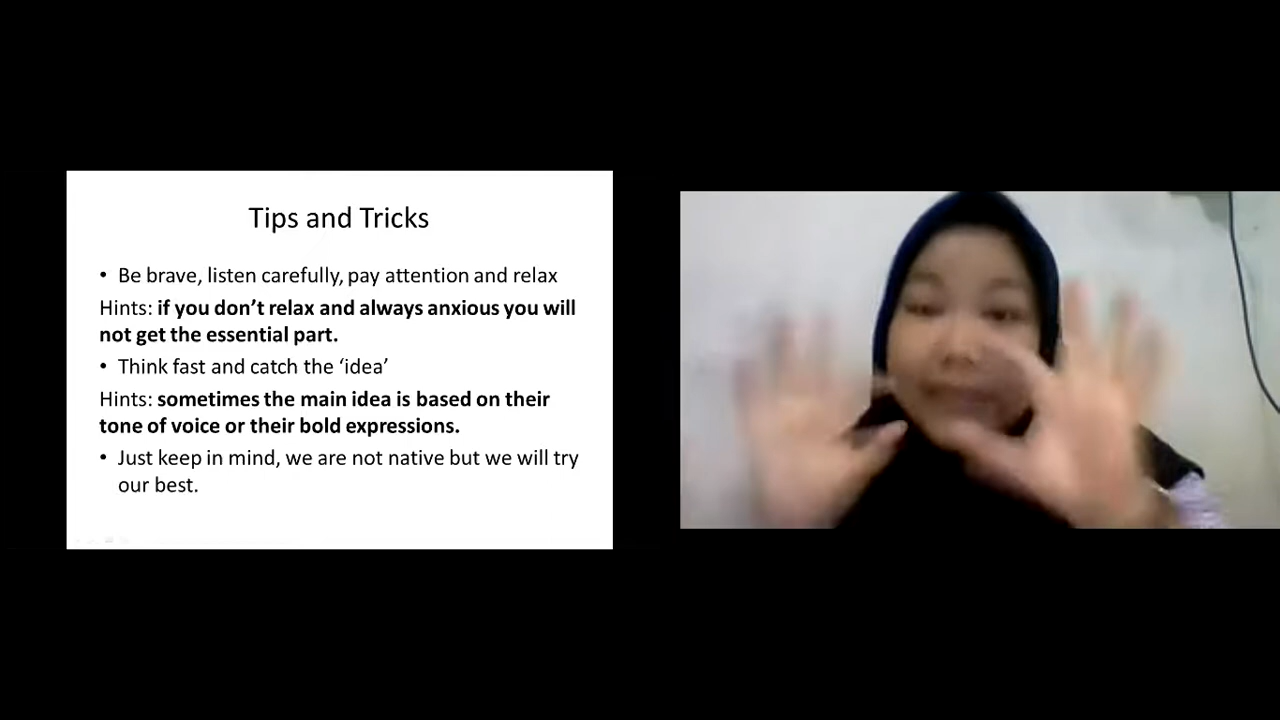 Tips and Tricks
• Be brave, listen carefully, pay attention and relax
Hints: if you don’t relax and always anxious you will
not get the essential part.
• Think fast and catch the ‘idea’
Hints: sometimes the main idea is based on their
tone of voice or their bold expressions.
• Just keep in mind, we are not native but we will try
our best.